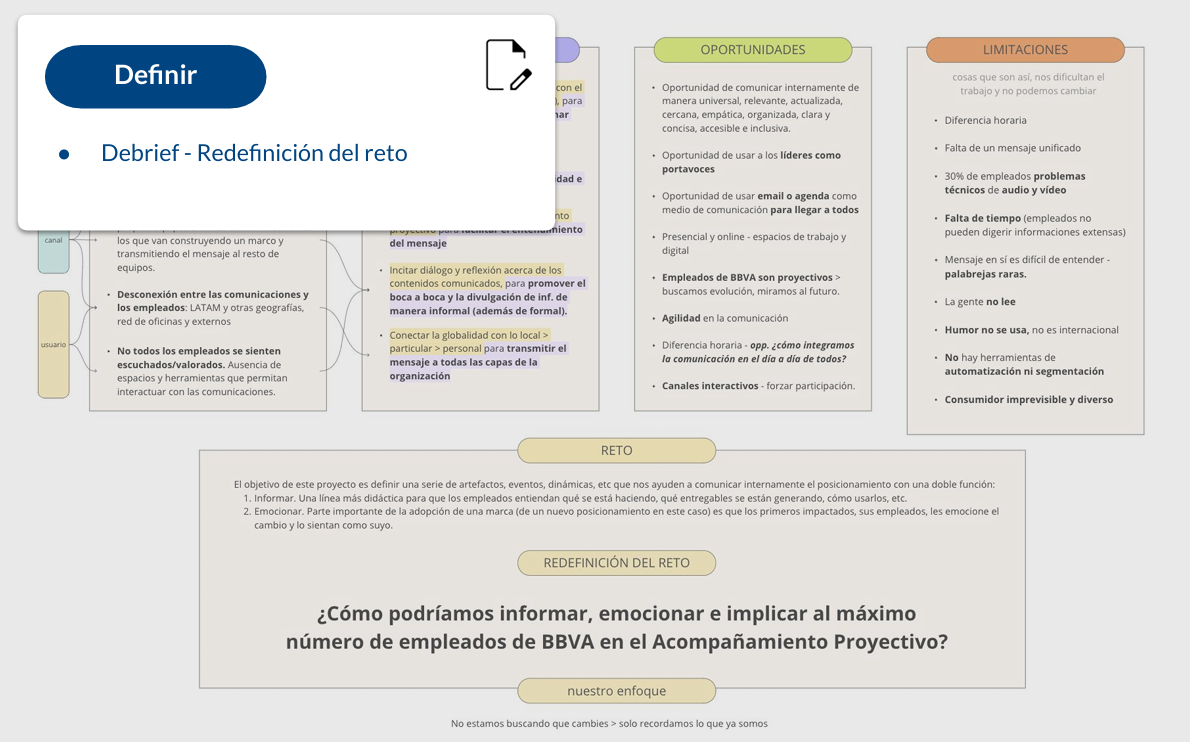 Definir
• Debrief - Redefinición del reto
canal
usuario
los que van construyendo un marco y
transmitiendo el mensaje al resto de
equipos.
• Desconexión entre las comunicaciones y
los empleados: LATAM y otras geografías,
red de oficinas y externos
• No todos los empleados se sienten
escuchados/valorados. Ausencia de
espacios y herramientas que permitan
interactuar con las comunicaciones.
con el
), para
dad e
proyectivo para facilitar el entendimiento
del mensaje
• Incitar diálogo y reflexión acerca de los
contenidos comunicados, para promover el
boca a boca y la divulgación de inf. de
manera informal (además de formal).
• Conectar la globalidad con lo local >
particular > personal para transmitir el
mensaje a todas las capas de la
organización
OPORTUNIDADES
• Oportunidad de comunicar internamente de
manera universal, relevante, actualizada,
cercana, empática, organizada, clara y
concisa, accesible e inclusiva.
• Oportunidad de usar a los líderes como
portavoces
• Oportunidad de usar email o agenda como
medio de comunicación para llegar a todos
• Presencial y online - espacios de trabajo y
digital
• Empleados de BBVA son proyectivos >
buscamos evolución, miramos al futuro.
• Agilidad en la comunicación
• Diferencia horaria - opp. ¿cómo integramos
la comunicación en el día a día de todos?
• Canales interactivos - forzar participación.
LIMITACIONES
cosas que son así, nos dificultan el
trabajo y no podemos cambiar
• Diferencia horaria
• Falta de un mensaje unificado
• 30% de empleados problemas
técnicos de audio y vídeo
• Falta de tiempo (empleados no
pueden digerir informaciones extensas)
• Mensaje en sí es difícil de entender -
palabrejas raras.
• La gente no lee
• Humor no se usa, no es internacional
• No hay herramientas de
automatización ni segmentación
• Consumidor imprevisible y diverso
RETO
El objetivo de este proyecto es definir una serie de artefactos, eventos, dinámicas, etc que nos ayuden a comunicar internamente el posicionamiento con una doble función:
1. Informar. Una línea más didáctica para que los empleados entiendan qué se está haciendo, qué entregables se están generando, cómo usarlos, etc.
2. Emocionar. Parte importante de la adopción de una marca (de un nuevo posicionamiento en este caso) es que los primeros impactados, sus empleados, les emocione el
cambio y lo sientan como suyo.
REDEFINICIÓN DEL RETO
¿Cómo podríamos informar, emocionar e implicar al máximo
número de empleados de BBVA en el Acompañamiento Proyectivo?
nuestro enfoque
No estamos buscando que cambies > solo recordamos lo que ya somos